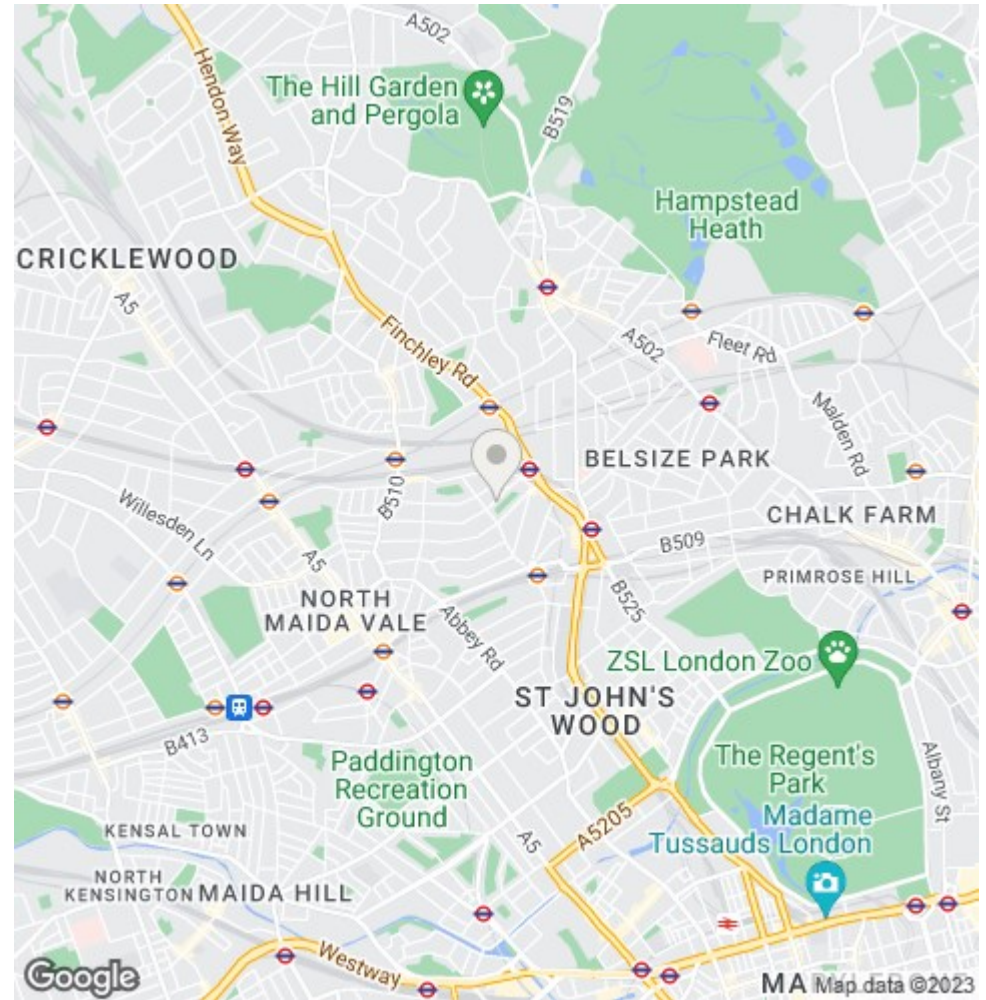 A502
Hendon Way
The Hill Garden
and Pergola
B519
Hampstead
Heath
CRICKLEWOOD
A5
Finchley Rd
A502
Fleet Rd
Malden Rd
BELSIZE PARK
B510
Willesden Ln
CHALK FARM
A5
B509
PRIMROSE HILL
NORTH
MAIDA VALE
B525
Abbey Rd
ZSL London Zoo
ST JOHN'S
WOOD
B413
Paddington
Recreation
Ground
The Regent's
Park
Albany St
Madame
Tussauds London
KENSAL TOWN
A5
A5205
NORTH
KENSINGTON
MAIDA HILL
Westway
Google
MA
Map data ©2023